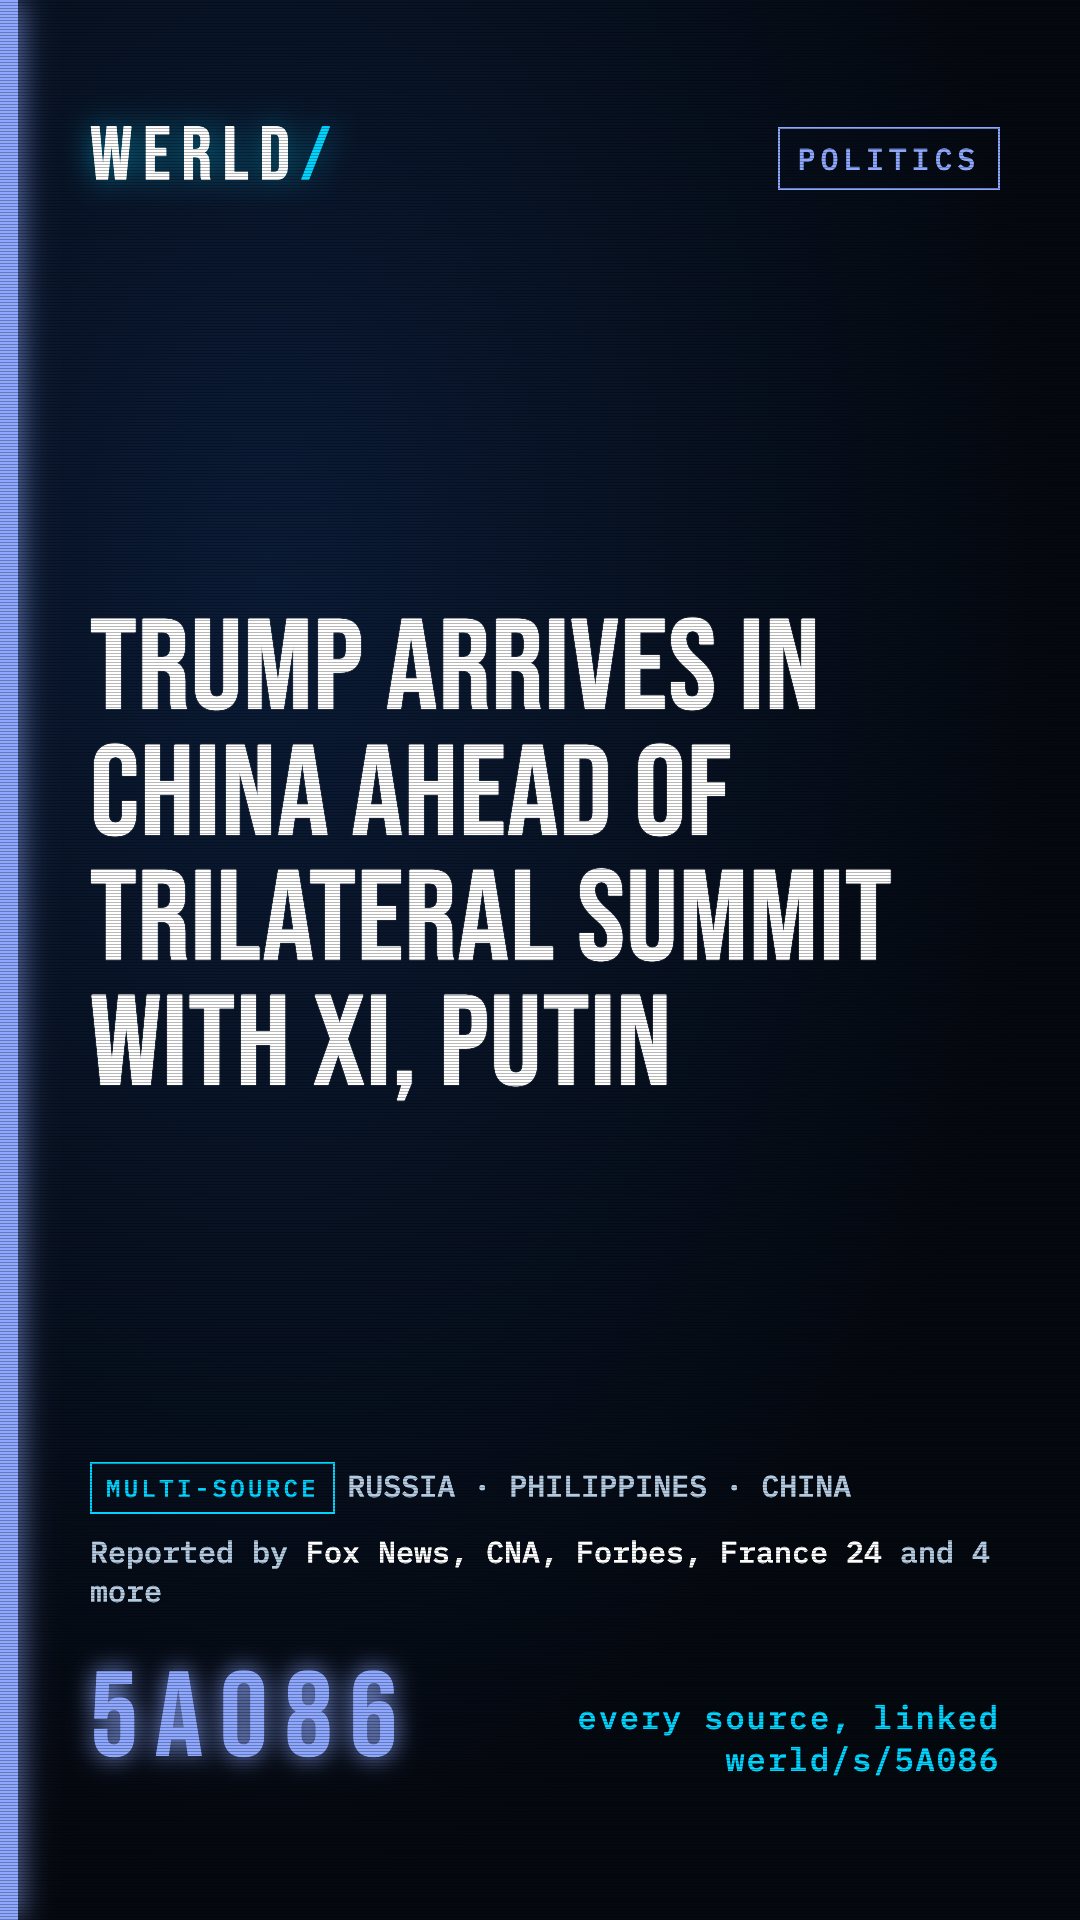 WERLD/
POLITICS
TRUMP ARRIVES IN
CHINA AHEAD OF
TRILATERAL SUMMIT
WITH XI, PUTIN
MULTI-SOURCE RUSSIA · PHILIPPINES · CHINA
Reported by Fox News, CNA, Forbes, France 24 and 4
more
5A086
every source, linked
werld/s/5A086